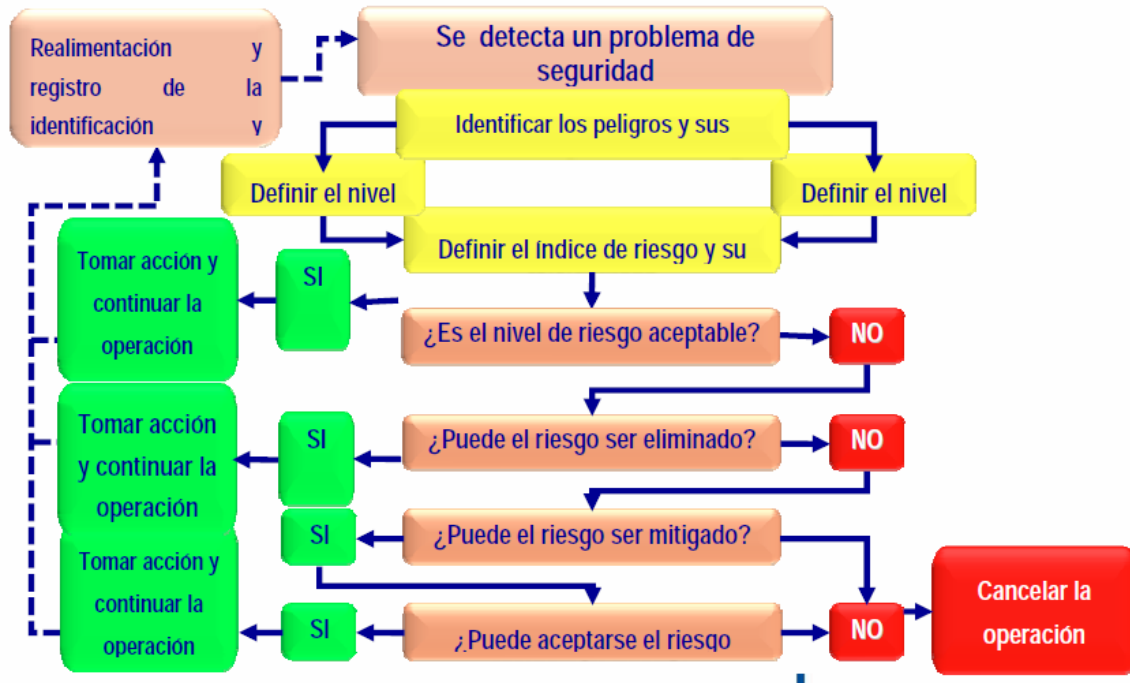 Realimentación y
registro de la
identificación y
Se detecta un problema de
seguridad
Identificar los peligros y sus
Definir el nivel
Definir el nivel
Definir el índice de riesgo y su
Tomar acción y
continuar la
operación
SI
¿Es el nivel de riesgo aceptable?
NO
Tomar acción
y continuar la
operación
SI
¿Puede el riesgo ser eliminado?
NO
SI
¿Puede el riesgo ser mitigado?
Tomar acción y
continuar la
operación
SI
¿Puede aceptarse el riesgo
NO
Cancelar la
operación